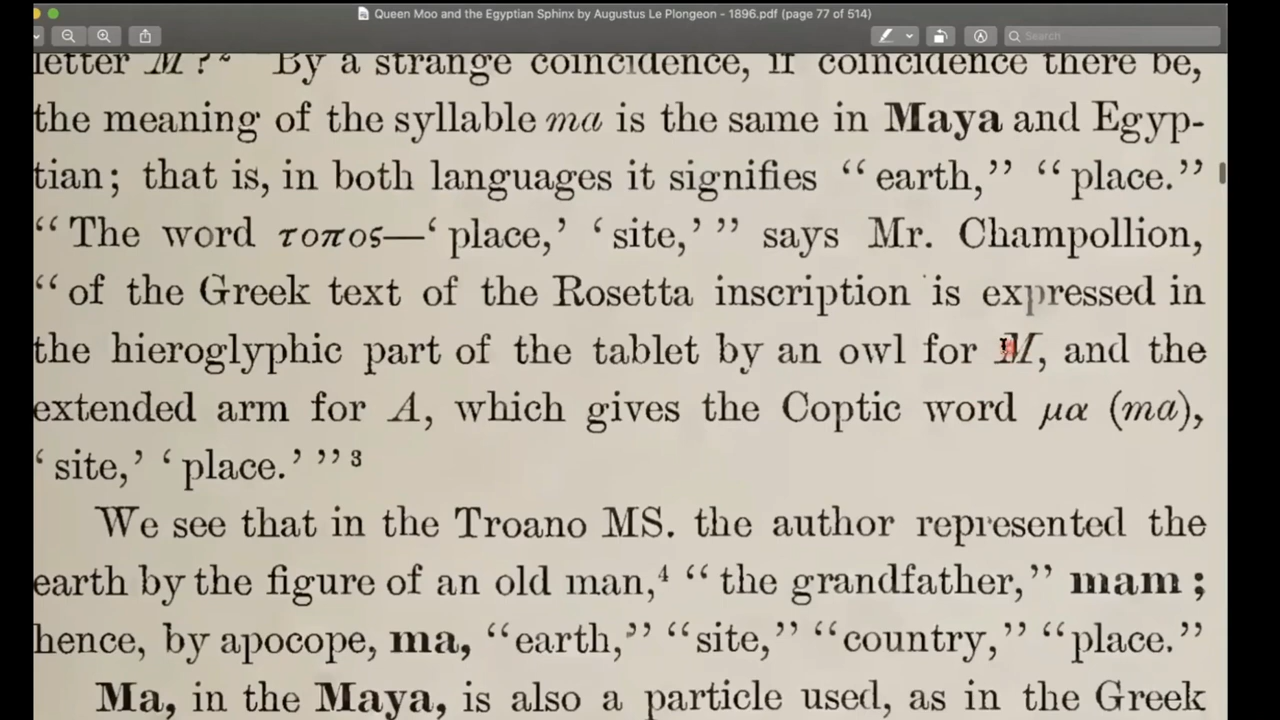 Queen Moo and the Egyptian Sphinx by Augustus Le Plongeon - 1896.pdf (page 77 of 514)
Search
letter M?² By a strange coincidence, if coincidence there be,
the meaning of the syllable ma is the same in Maya and Egyp-
tian; that is, in both languages it signifies “earth,” “place.”
“The word τοπος—‘place,’ ‘site,’” says Mr. Champollion,
“of the Greek text of the Rosetta inscription is expressed in
the hieroglyphic part of the tablet by an owl for M, and the
extended arm for A, which gives the Coptic word μα (ma),
‘site,’ ‘place.’”³
We see that in the Troano MS. the author represented the
earth by the figure of an old man,⁴ “the grandfather,” mam;
hence, by apocope, ma, “earth,” “site,” “country,” “place.”
Ma, in the Maya, is also a particle used, as in the Greek